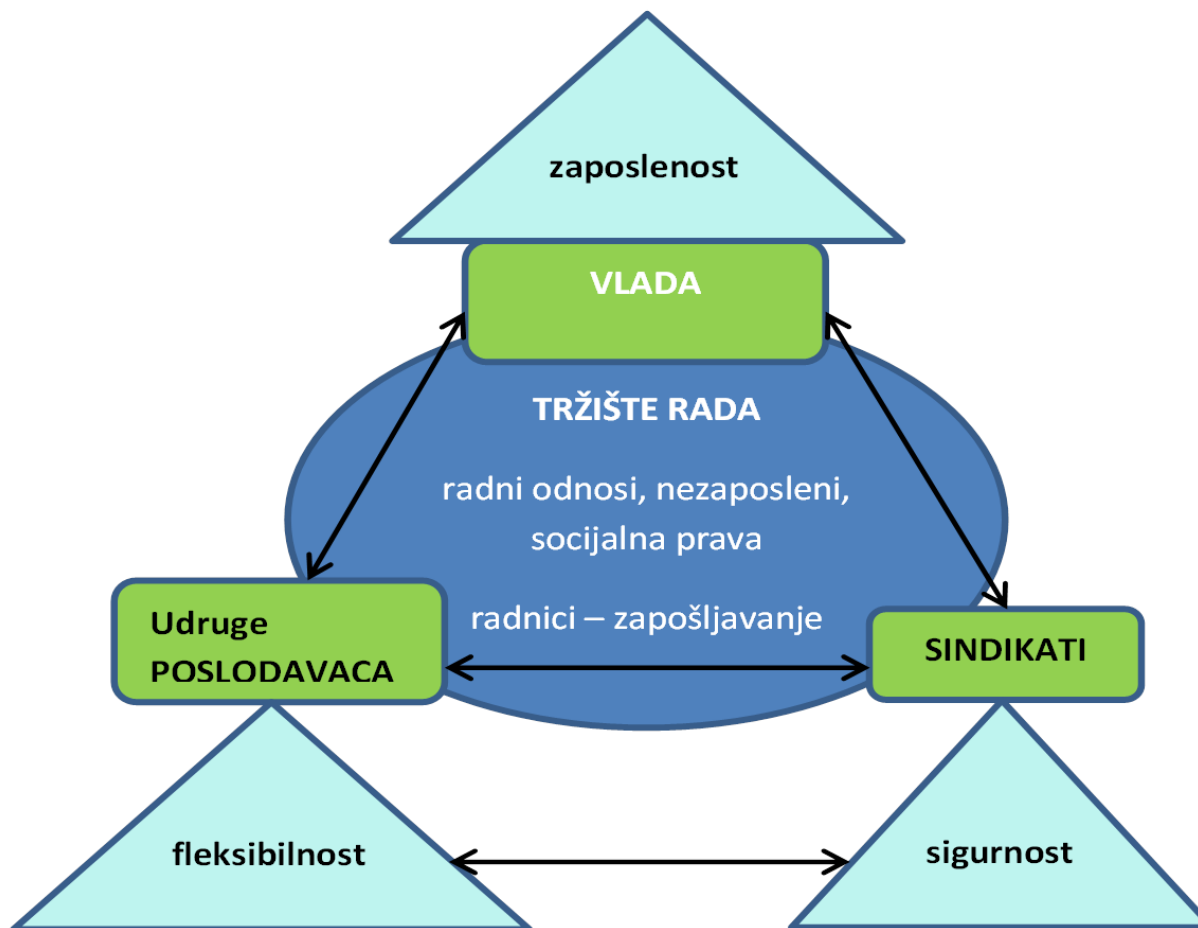 zaposlenost
VLADA
TRŽIŠTE RADA
radni odnosi, nezaposleni,
socijalna prava
radnici – zapošljavanje
Udruge
POSLODAVACA
SINDIKATI
fleksibilnost
sigurnost